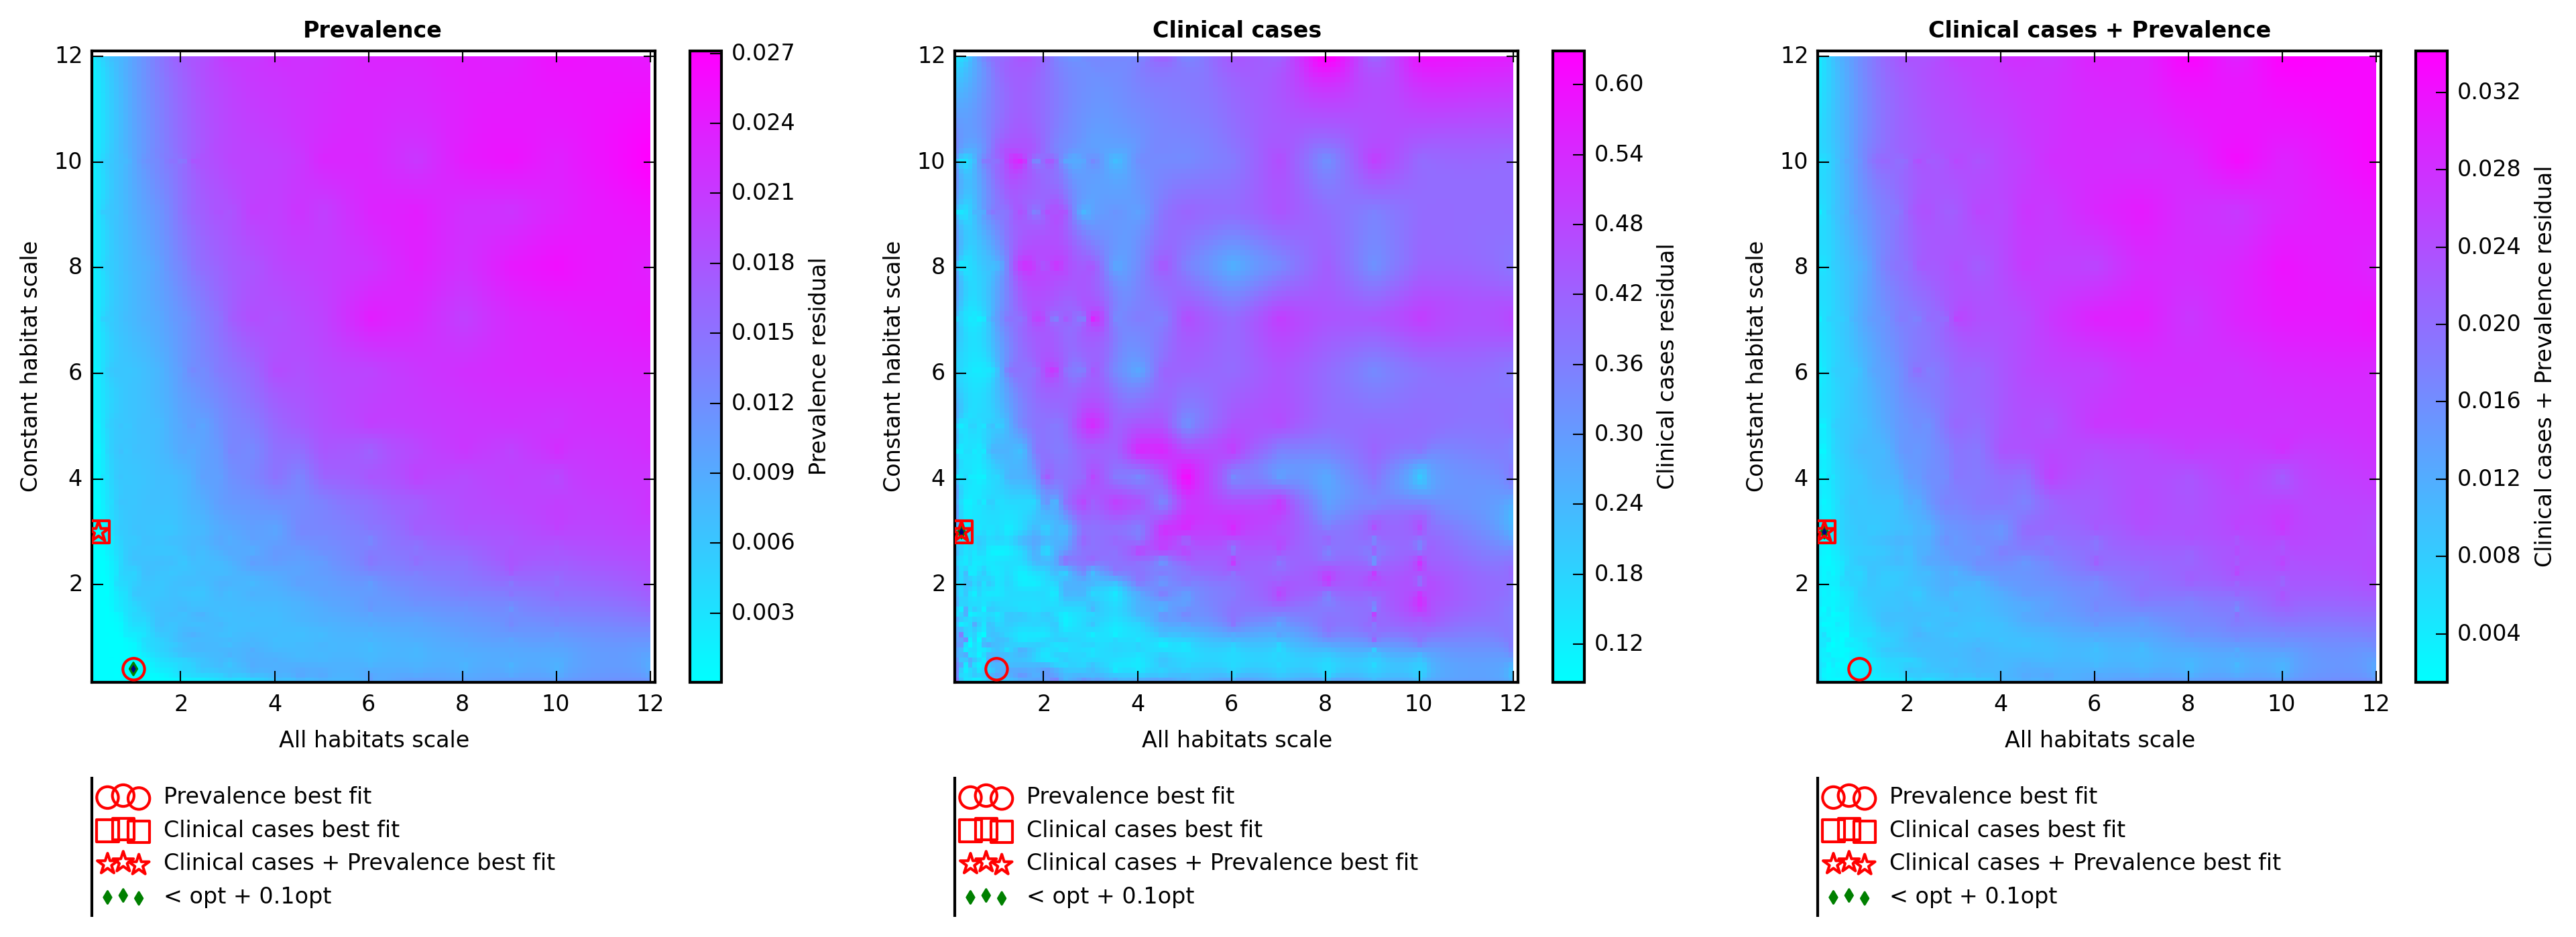 Prevalence
Clinical cases
Clinical cases + Prevalence
12
10
8
6
4
2
2 4 6 8 10 12
Constant habitat scale
All habitats scale
0.027
0.024
0.021
0.018
0.015
0.012
0.009
0.006
0.003
Prevalence residual
12
10
8
6
4
2
2 4 6 8 10 12
Constant habitat scale
All habitats scale
0.60
0.54
0.48
0.42
0.36
0.30
0.24
0.18
0.12
Clinical cases residual
12
10
8
6
4
2
2 4 6 8 10 12
Constant habitat scale
All habitats scale
0.032
0.028
0.024
0.020
0.016
0.012
0.008
0.004
Clinical cases + Prevalence residual
Prevalence best fit
Clinical cases best fit
Clinical cases + Prevalence best fit
< opt + 0.1opt
Prevalence best fit
Clinical cases best fit
Clinical cases + Prevalence best fit
< opt + 0.1opt
Prevalence best fit
Clinical cases best fit
Clinical cases + Prevalence best fit
< opt + 0.1opt